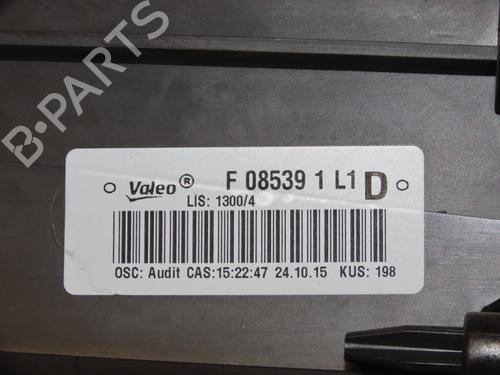 B-PARTS
Valeo® F 08539 1 L1 D
LIS: 1300/4
OSC: Audit CAS:15:22:47 24.10.15 KUS: 198